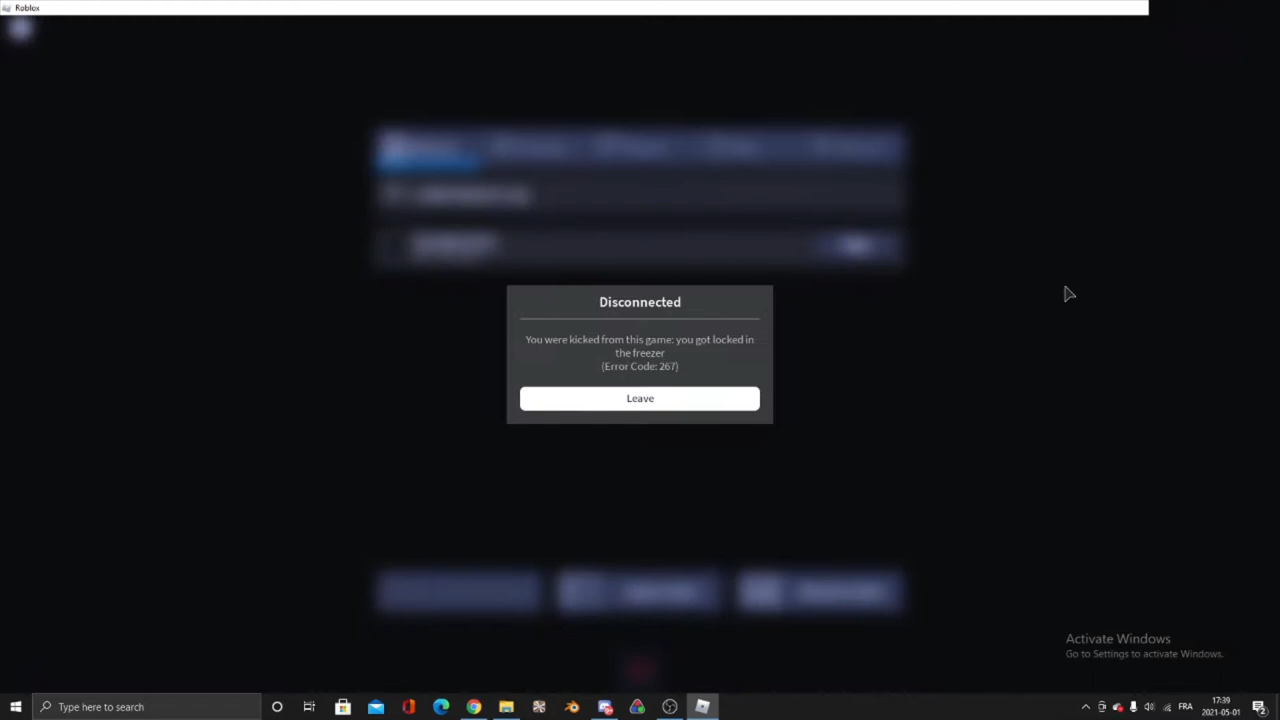 Roblox
Disconnected
You were kicked from this game: you got locked in
the freezer
(Error Code: 267)
Leave
Activate Windows
Go to Settings to activate Windows.
Type here to search
FRA
17:39
2021-05-01
2